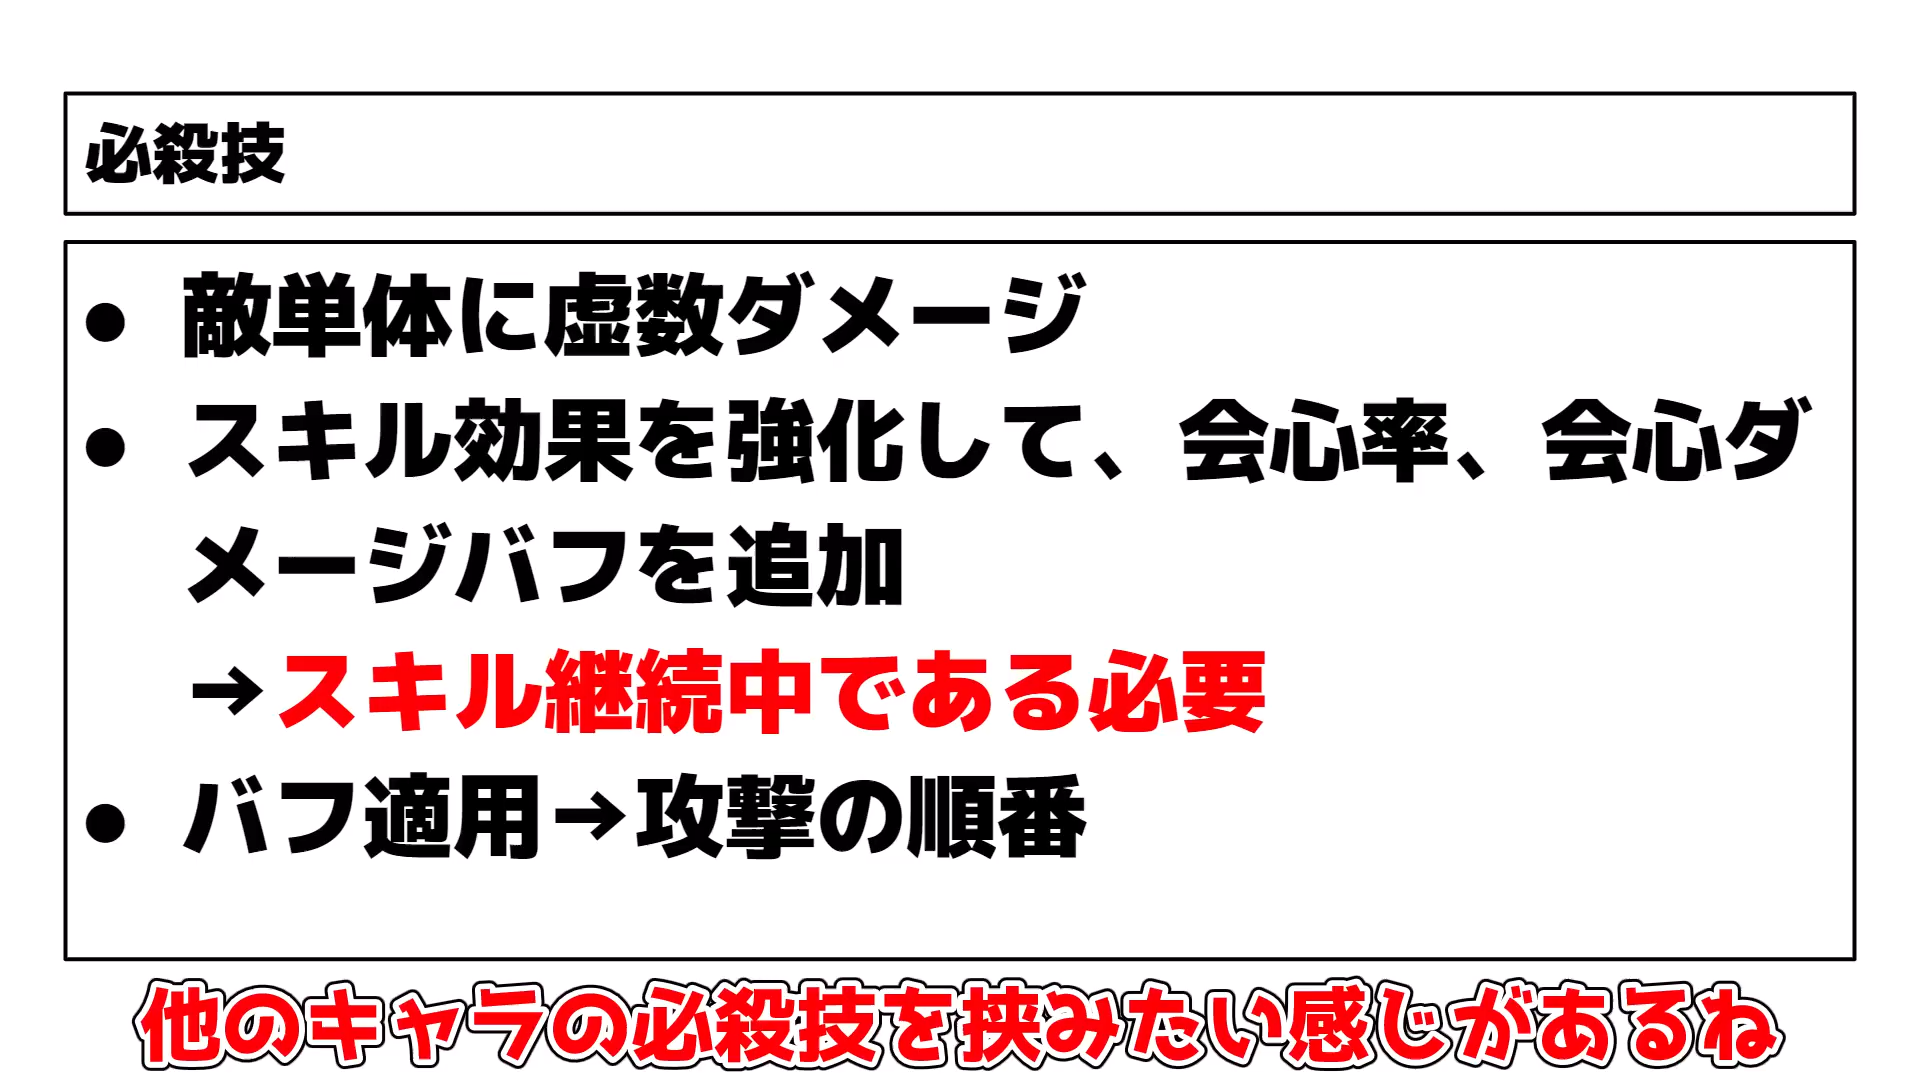 必殺技
● 敵単体に虚数ダメージ
● スキル効果を強化して、会心率、会心ダ
メージバフを追加
→スキル継続中である必要
● バフ適用→攻撃の順番
他のキャラの必殺技を挟みたい感じがあるね